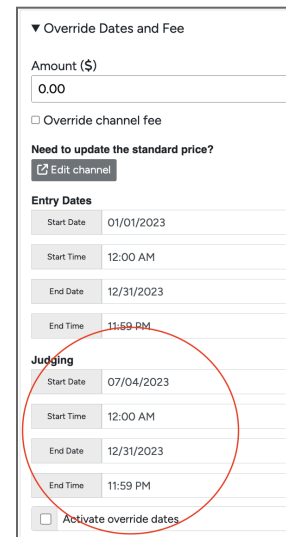 ▼ Override Dates and Fee
Amount ($)
0.00
Override channel fee
Need to update the standard price?
Edit channel
Entry Dates
Start Date 01/01/2023
Start Time 12:00 AM
End Date 12/31/2023
End Time 11:59 PM
Judging
Start Date 07/04/2023
Start Time 12:00 AM
End Date 12/31/2023
End Time 11:59 PM
Activate override dates